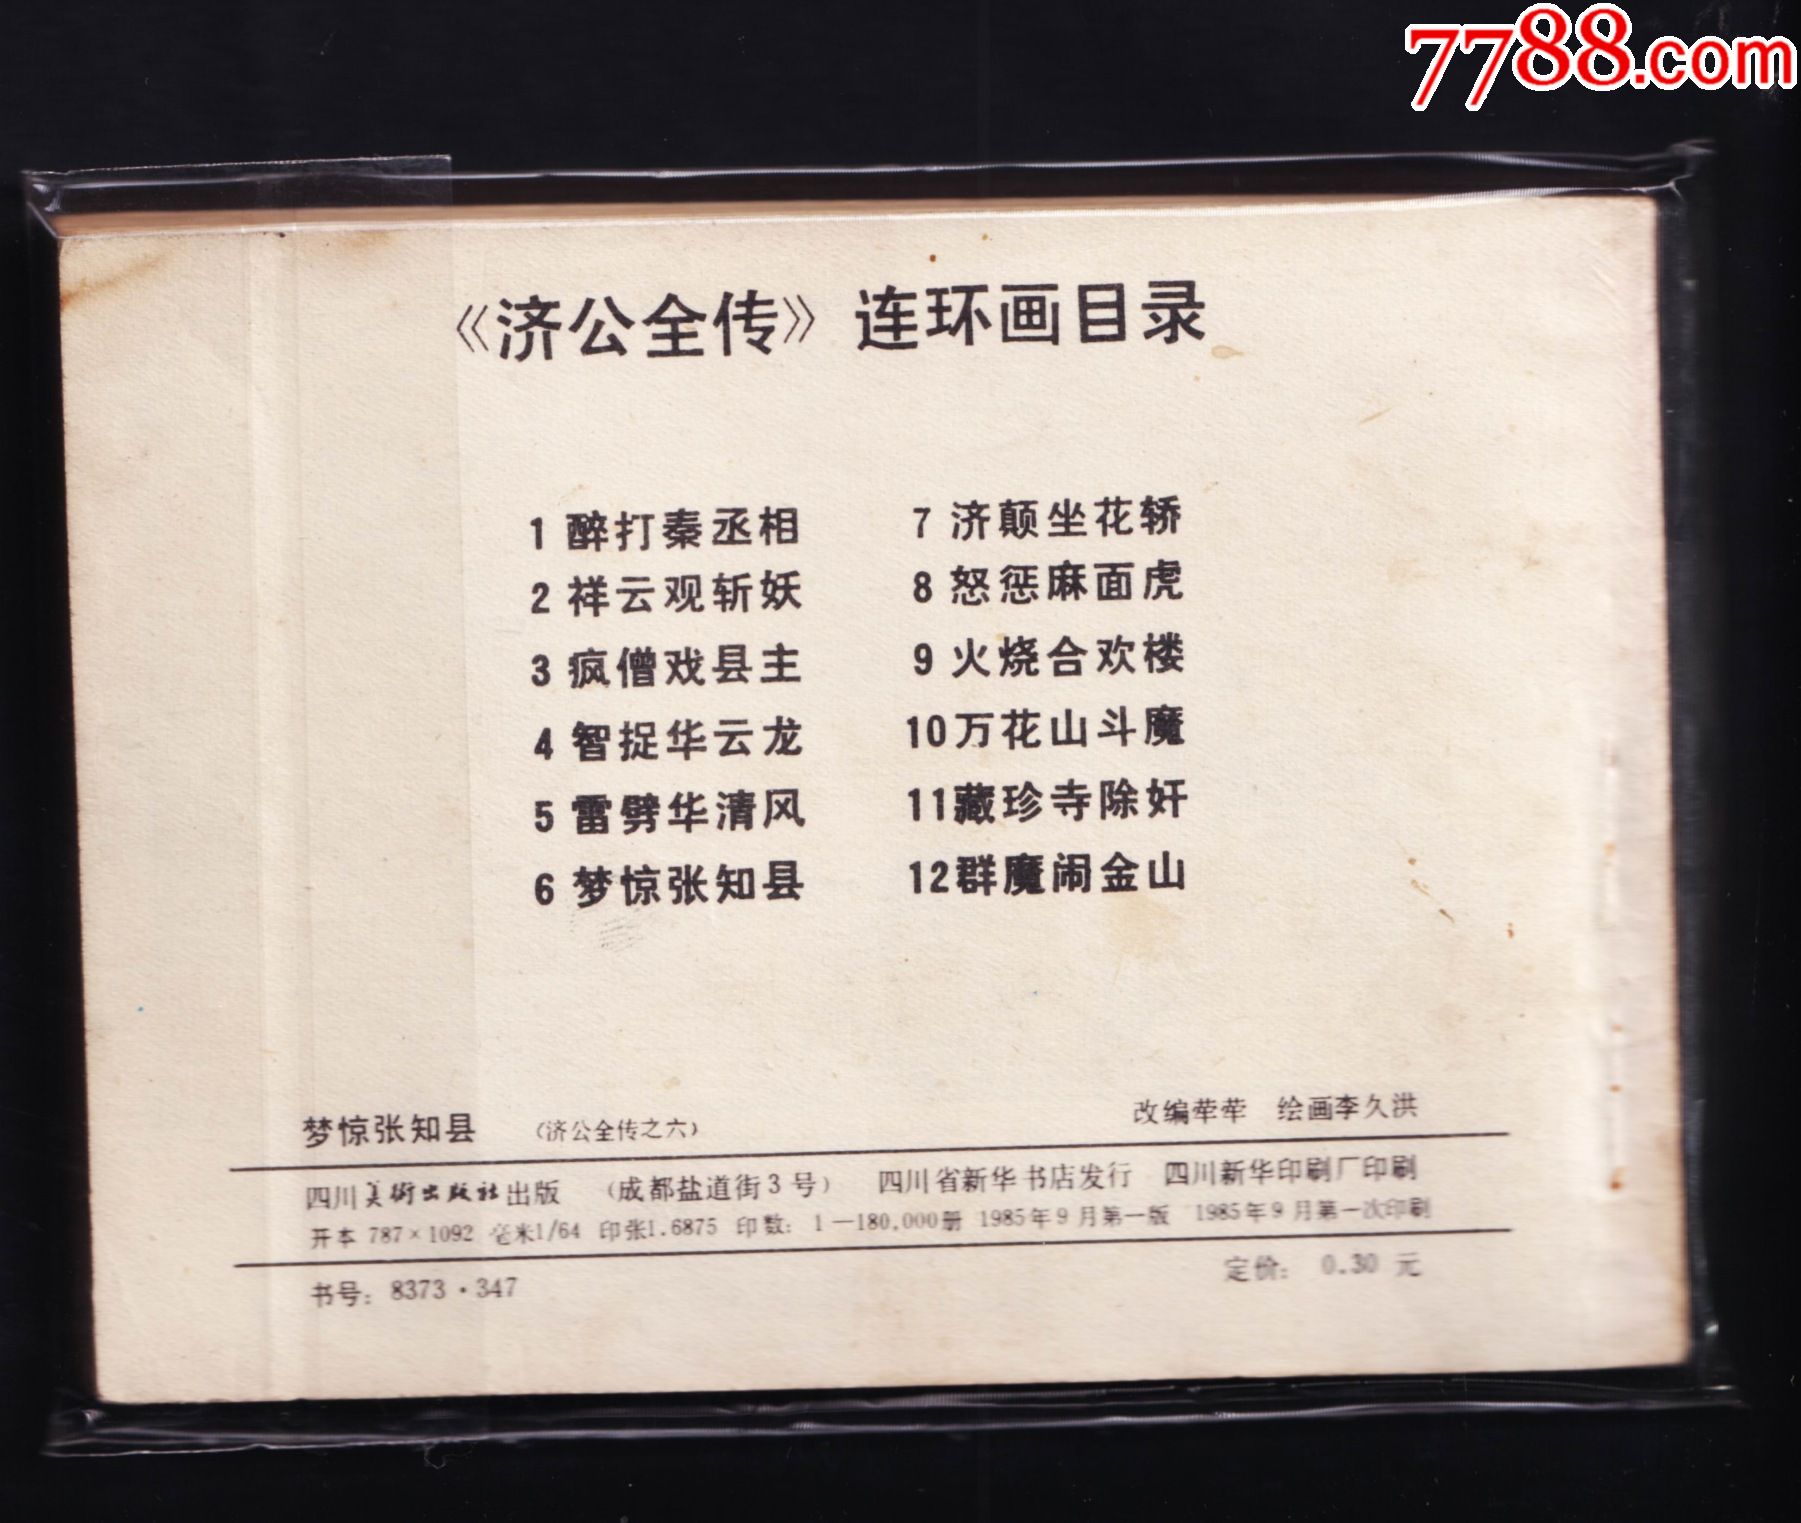 7788.com
《济公全传》连环画目录
1 醉打秦丞相
2 祥云观斩妖
3 疯僧戏县主
4 智捉华云龙
5 雷劈华清风
6 梦惊张知县
7 济颠坐花轿
8 怒惩麻面虎
9 火烧合欢楼
10 万花山斗魔
11 藏珍寺除奸
12 群魔闹金山
梦惊张知县 (济公全传之六) 改编荦荦 绘画李久洪
四川美術出版社出版 (成都盐道街3号) 四川省新华书店发行 四川新华印刷厂印刷
开本 787×1092 毫米1/64 印张1.6875 印数: 1—180,000册 1985年9月第一版 1985年9月第一次印刷
书号: 8373·347 定价: 0.30 元